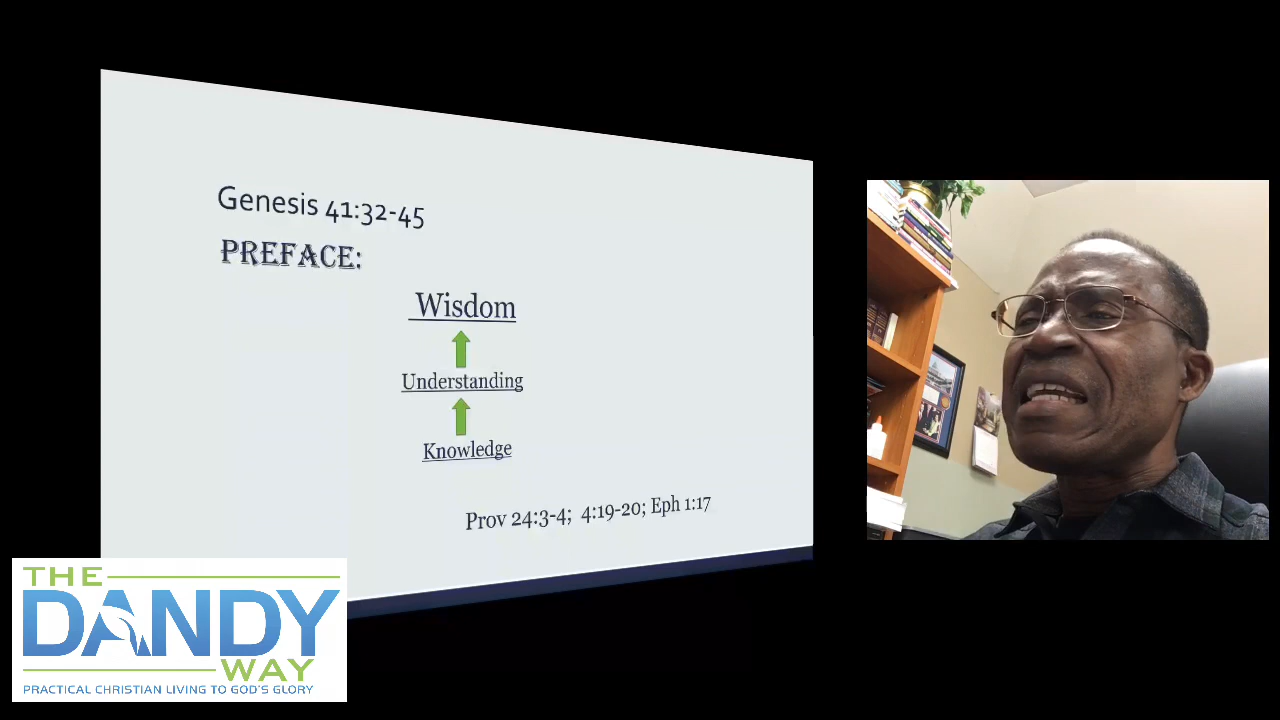 Genesis 41:32-45
PREFACE:
Wisdom
Understanding
Knowledge
Prov 24:3-4;  4:19-20; Eph 1:17
THE
DANDY
WAY
PRACTICAL CHRISTIAN LIVING TO GOD'S GLORY